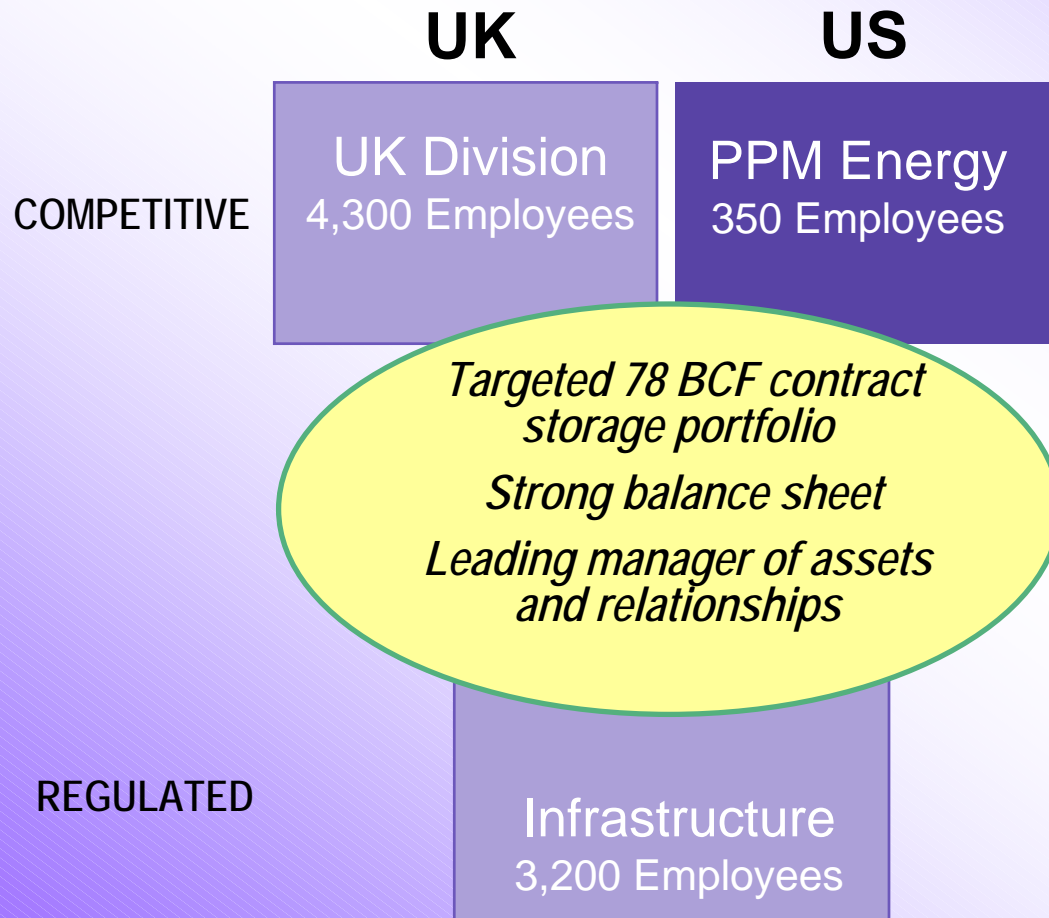 UK
US
UK Division
4,300 Employees
PPM Energy
350 Employees
COMPETITIVE
Targeted 78 BCF contract
storage portfolio
Strong balance sheet
Leading manager of assets
and relationships
REGULATED
Infrastructure
3,200 Employees